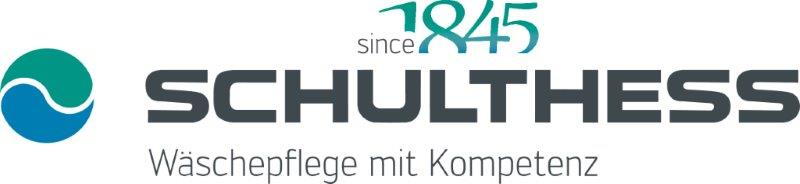 since 1845
SCHULTHESS
Wäschepflege mit Kompetenz